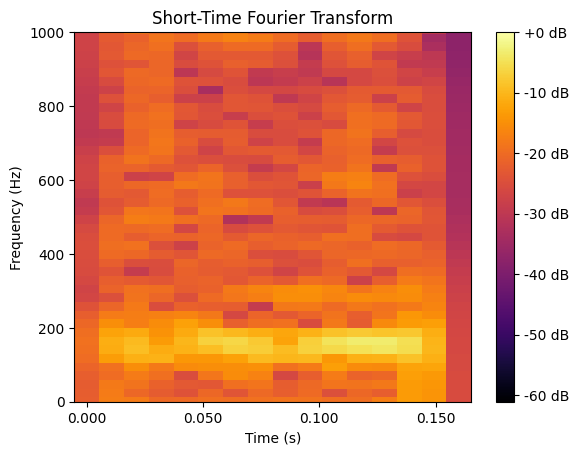 Short-Time Fourier Transform
1000
800
600
400
200
0
Frequency (Hz)
0.000
0.050
0.100
0.150
Time (s)
+0 dB
-10 dB
-20 dB
-30 dB
-40 dB
-50 dB
-60 dB